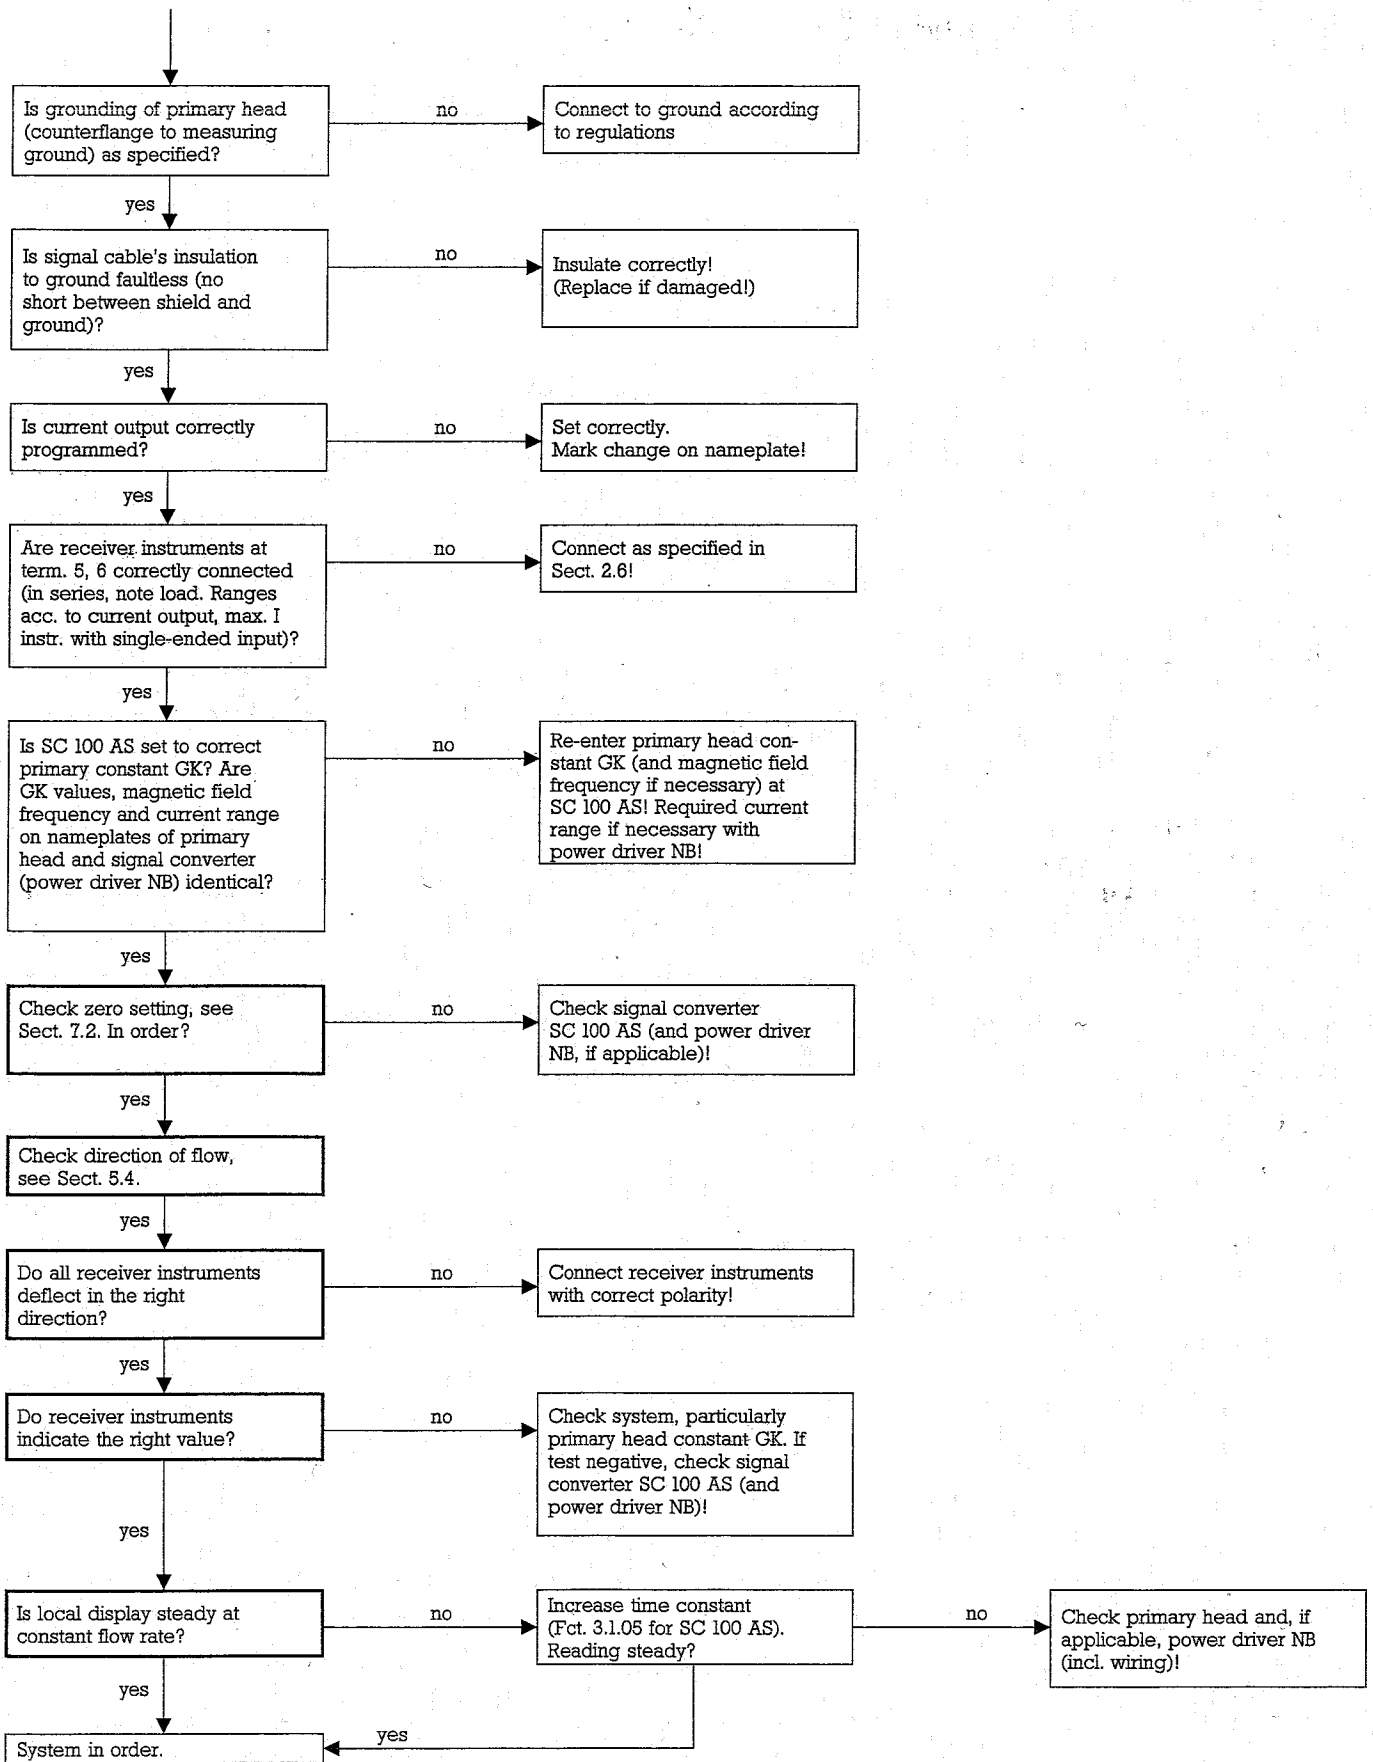 Is grounding of primary head
(counterflange to measuring
ground) as specified?
no
Connect to ground according
to regulations
yes
Is signal cable's insulation
to ground faultless (no
short between shield and
ground)?
no
Insulate correctly!
(Replace if damaged!)
yes
Is current output correctly
programmed?
no
Set correctly.
Mark change on nameplate!
yes
Are receiver instruments at
term. 5, 6 correctly connected
(in series, note load. Ranges
acc. to current output, max. I
instr. with single-ended input)?
no
Connect as specified in
Sect. 2.6!
yes
Is SC 100 AS set to correct
primary constant GK? Are
GK values, magnetic field
frequency and current range
on nameplates of primary
head and signal converter
(power driver NB) identical?
no
Re-enter primary head con-
stant GK (and magnetic field
frequency if necessary) at
SC 100 AS! Required current
range if necessary with
power driver NB!
yes
Check zero setting, see
Sect. 7.2. In order?
no
Check signal converter
SC 100 AS (and power driver
NB, if applicable)!
yes
Check direction of flow,
see Sect. 5.4.
yes
Do all receiver instruments
deflect in the right
direction?
no
Connect receiver instruments
with correct polarity!
yes
Do receiver instruments
indicate the right value?
no
Check system, particularly
primary head constant GK. If
test negative, check signal
converter SC 100 AS (and
power driver NB)!
yes
Is local display steady at
constant flow rate?
no
Increase time constant
(Fct. 3.1.05 for SC 100 AS).
Reading steady?
no
Check primary head and, if
applicable, power driver NB
(incl. wiring)!
yes
yes
System in order.